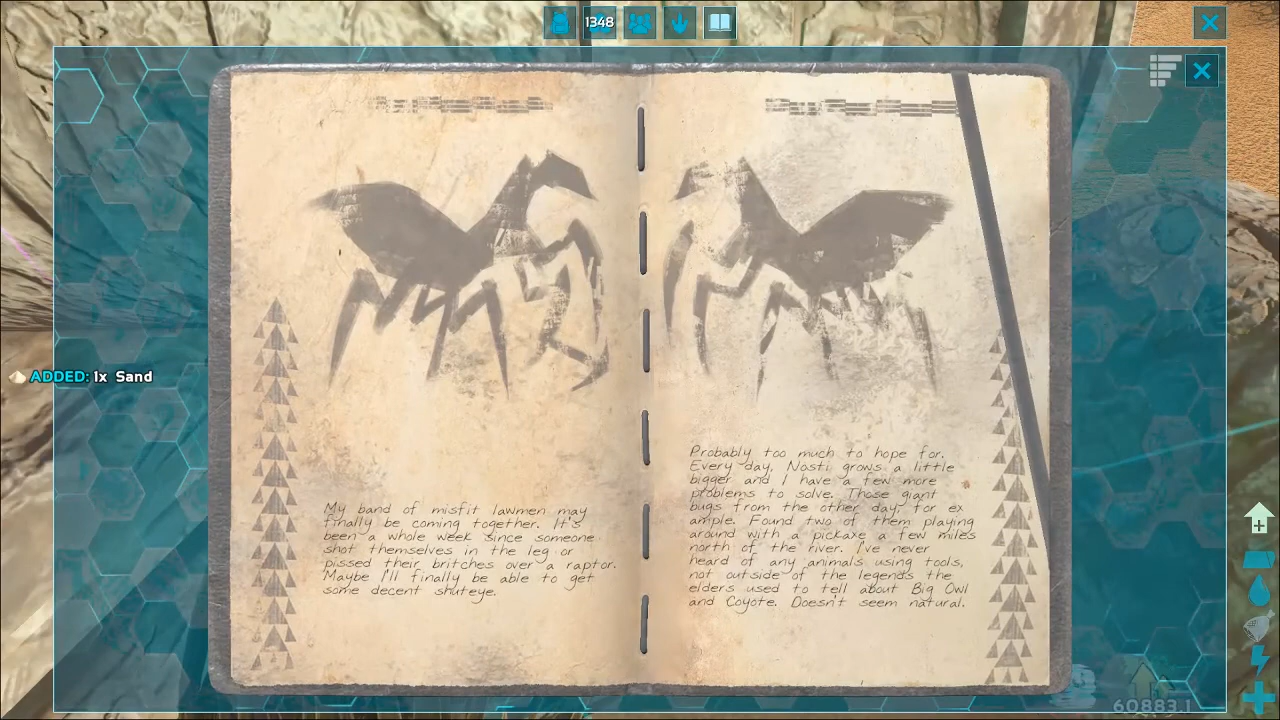 1348
ADDED: 1x Sand
My band of misfit lawmen may
finally be coming together. It's
been a whole week since someone
shot themselves in the leg or
pissed their britches over a raptor.
Maybe I'll finally be able to get
some decent shuteye.
Probably too much to hope for.
Every day, Nosti grows a little
bigger and I have a few more
problems to solve. Those giant
bugs from the other day, for ex
ample. Found two of them playing
around with a pickaxe a few miles
north of the river. I've never
heard of any animals using tools,
not outside of the legends the
elders used to tell about Big Owl
and Coyote. Doesn't seem natural.
60883.1